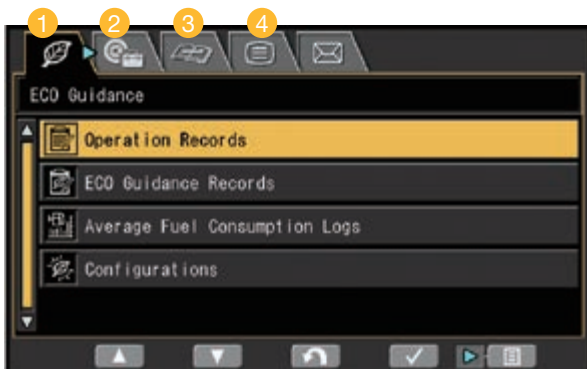 1 2 3 4
ECO Guidance
Operation Records
ECO Guidance Records
Average Fuel Consumption Logs
Configurations